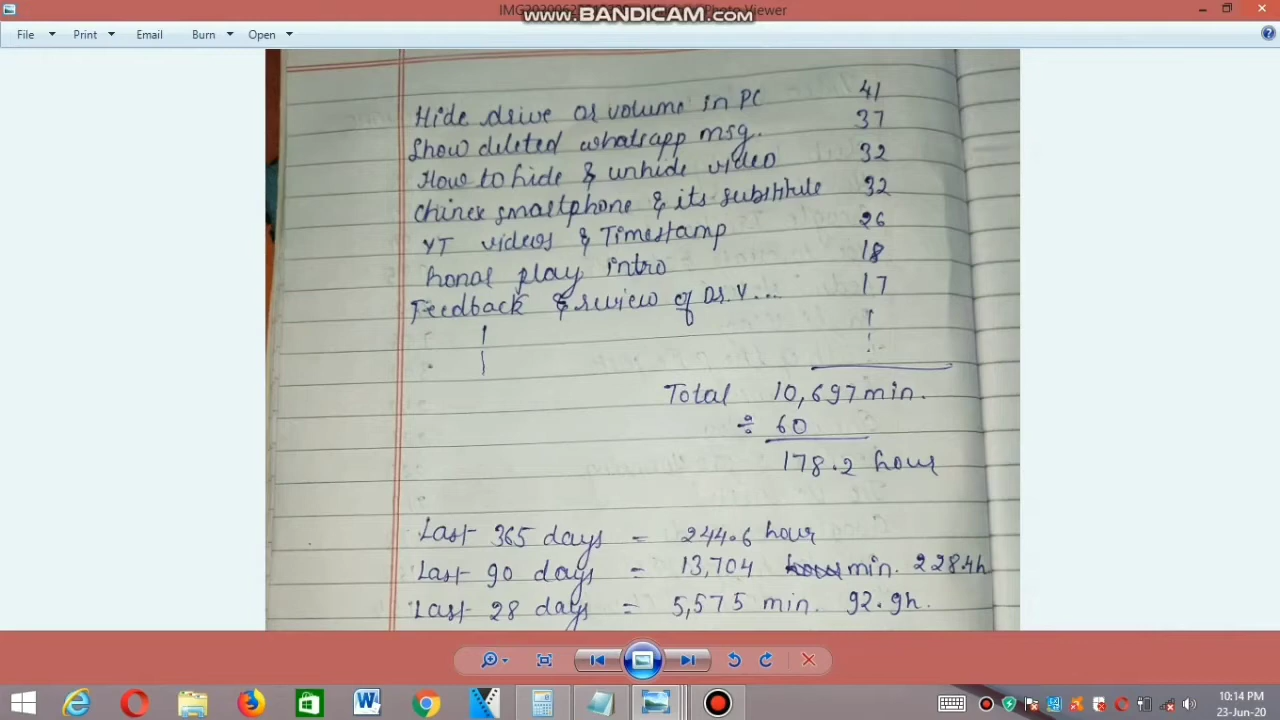 IMG20200623
Photo Viewer
www.BANDICAM.com
File Print Email Burn Open
Hide drive or volume in PC 41
Show deleted whatsapp msg. 37
How to hide & unhide video 32
smartphone & its substitute 32
YT videos & Timestamp 26
honor play intro 18
Feedback & review of Ds. V... 17
Total 10,697 min.
÷ 60
178.2 hour
Last 365 days = 244.6 hour
Last 90 days = 13,704 min. 228.4h
Last 28 days = 5,575 min. 92.9h.
10:14 PM
23-Jun-20